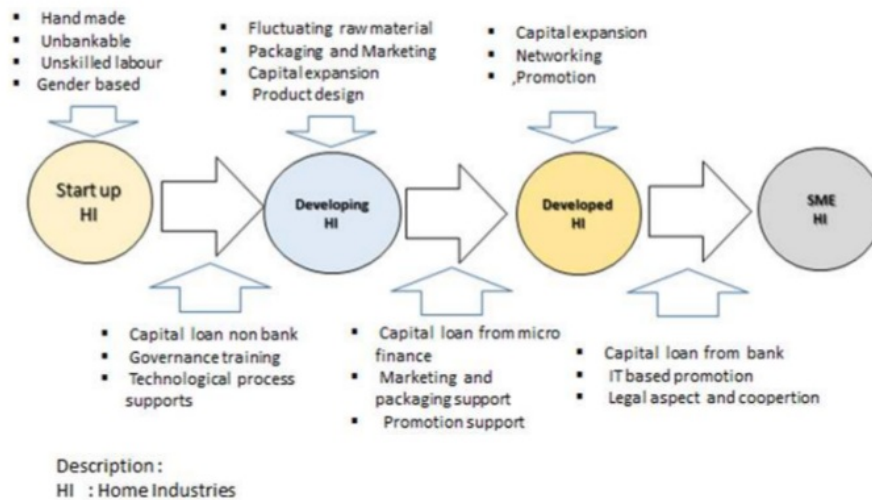 ▪ Hand made
▪ Unbankable
▪ Unskilled labour
▪ Gender based
▪ Fluctuating raw material
▪ Packaging and Marketing
▪ Capital expansion
▪ Product design
▪ Capital expansion
▪ Networking
▪ ,Promotion
Start up
HI
Developing
HI
Developed
HI
SME
HI
▪ Capital loan non bank
▪ Governance training
▪ Technological process
supports
▪ Capital loan from micro
finance
▪ Marketing and
packaging support
▪ Promotion support
▪ Capital loan from bank
▪ IT based promotion
▪ Legal aspect and coopertion
Description :
HI : Home Industries